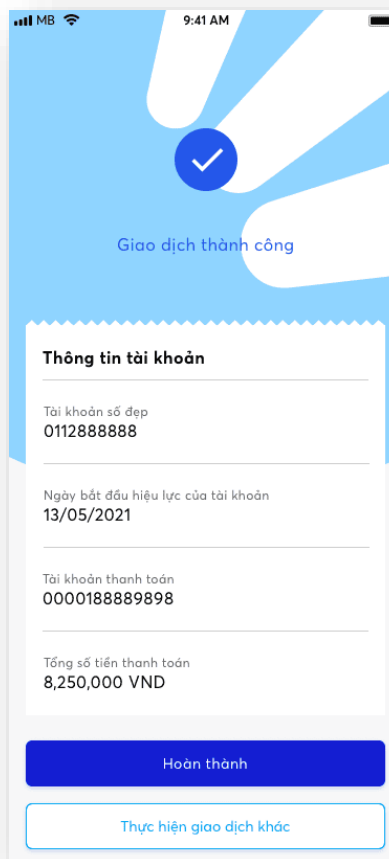 MB 9:41 AM
Giao dịch thành công
Thông tin tài khoản
Tài khoản số đẹp
0112888888
Ngày bắt đầu hiệu lực của tài khoản
13/05/2021
Tài khoản thanh toán
0000188889898
Tổng số tiền thanh toán
8,250,000 VND
Hoàn thành
Thực hiện giao dịch khác